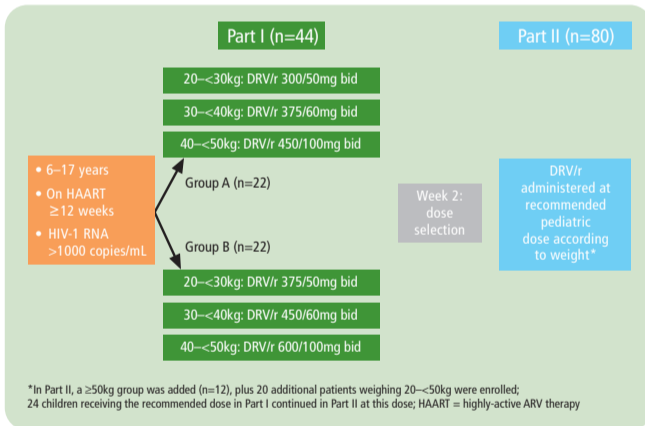 Part I (n=44)
Part II (n=80)
20–<30kg: DRV/r 300/50mg bid
30–<40kg: DRV/r 375/60mg bid
40–<50kg: DRV/r 450/100mg bid
• 6–17 years
• On HAART
≥12 weeks
• HIV-1 RNA
>1000 copies/mL
Group A (n=22)
Group B (n=22)
Week 2:
dose
selection
DRV/r
administered at
recommended
pediatric
dose according
to weight*
20–<30kg: DRV/r 375/50mg bid
30–<40kg: DRV/r 450/60mg bid
40–<50kg: DRV/r 600/100mg bid
*In Part II, a ≥50kg group was added (n=12), plus 20 additional patients weighing 20–<50kg were enrolled;
24 children receiving the recommended dose in Part I continued in Part II at this dose; HAART = highly-active ARV therapy